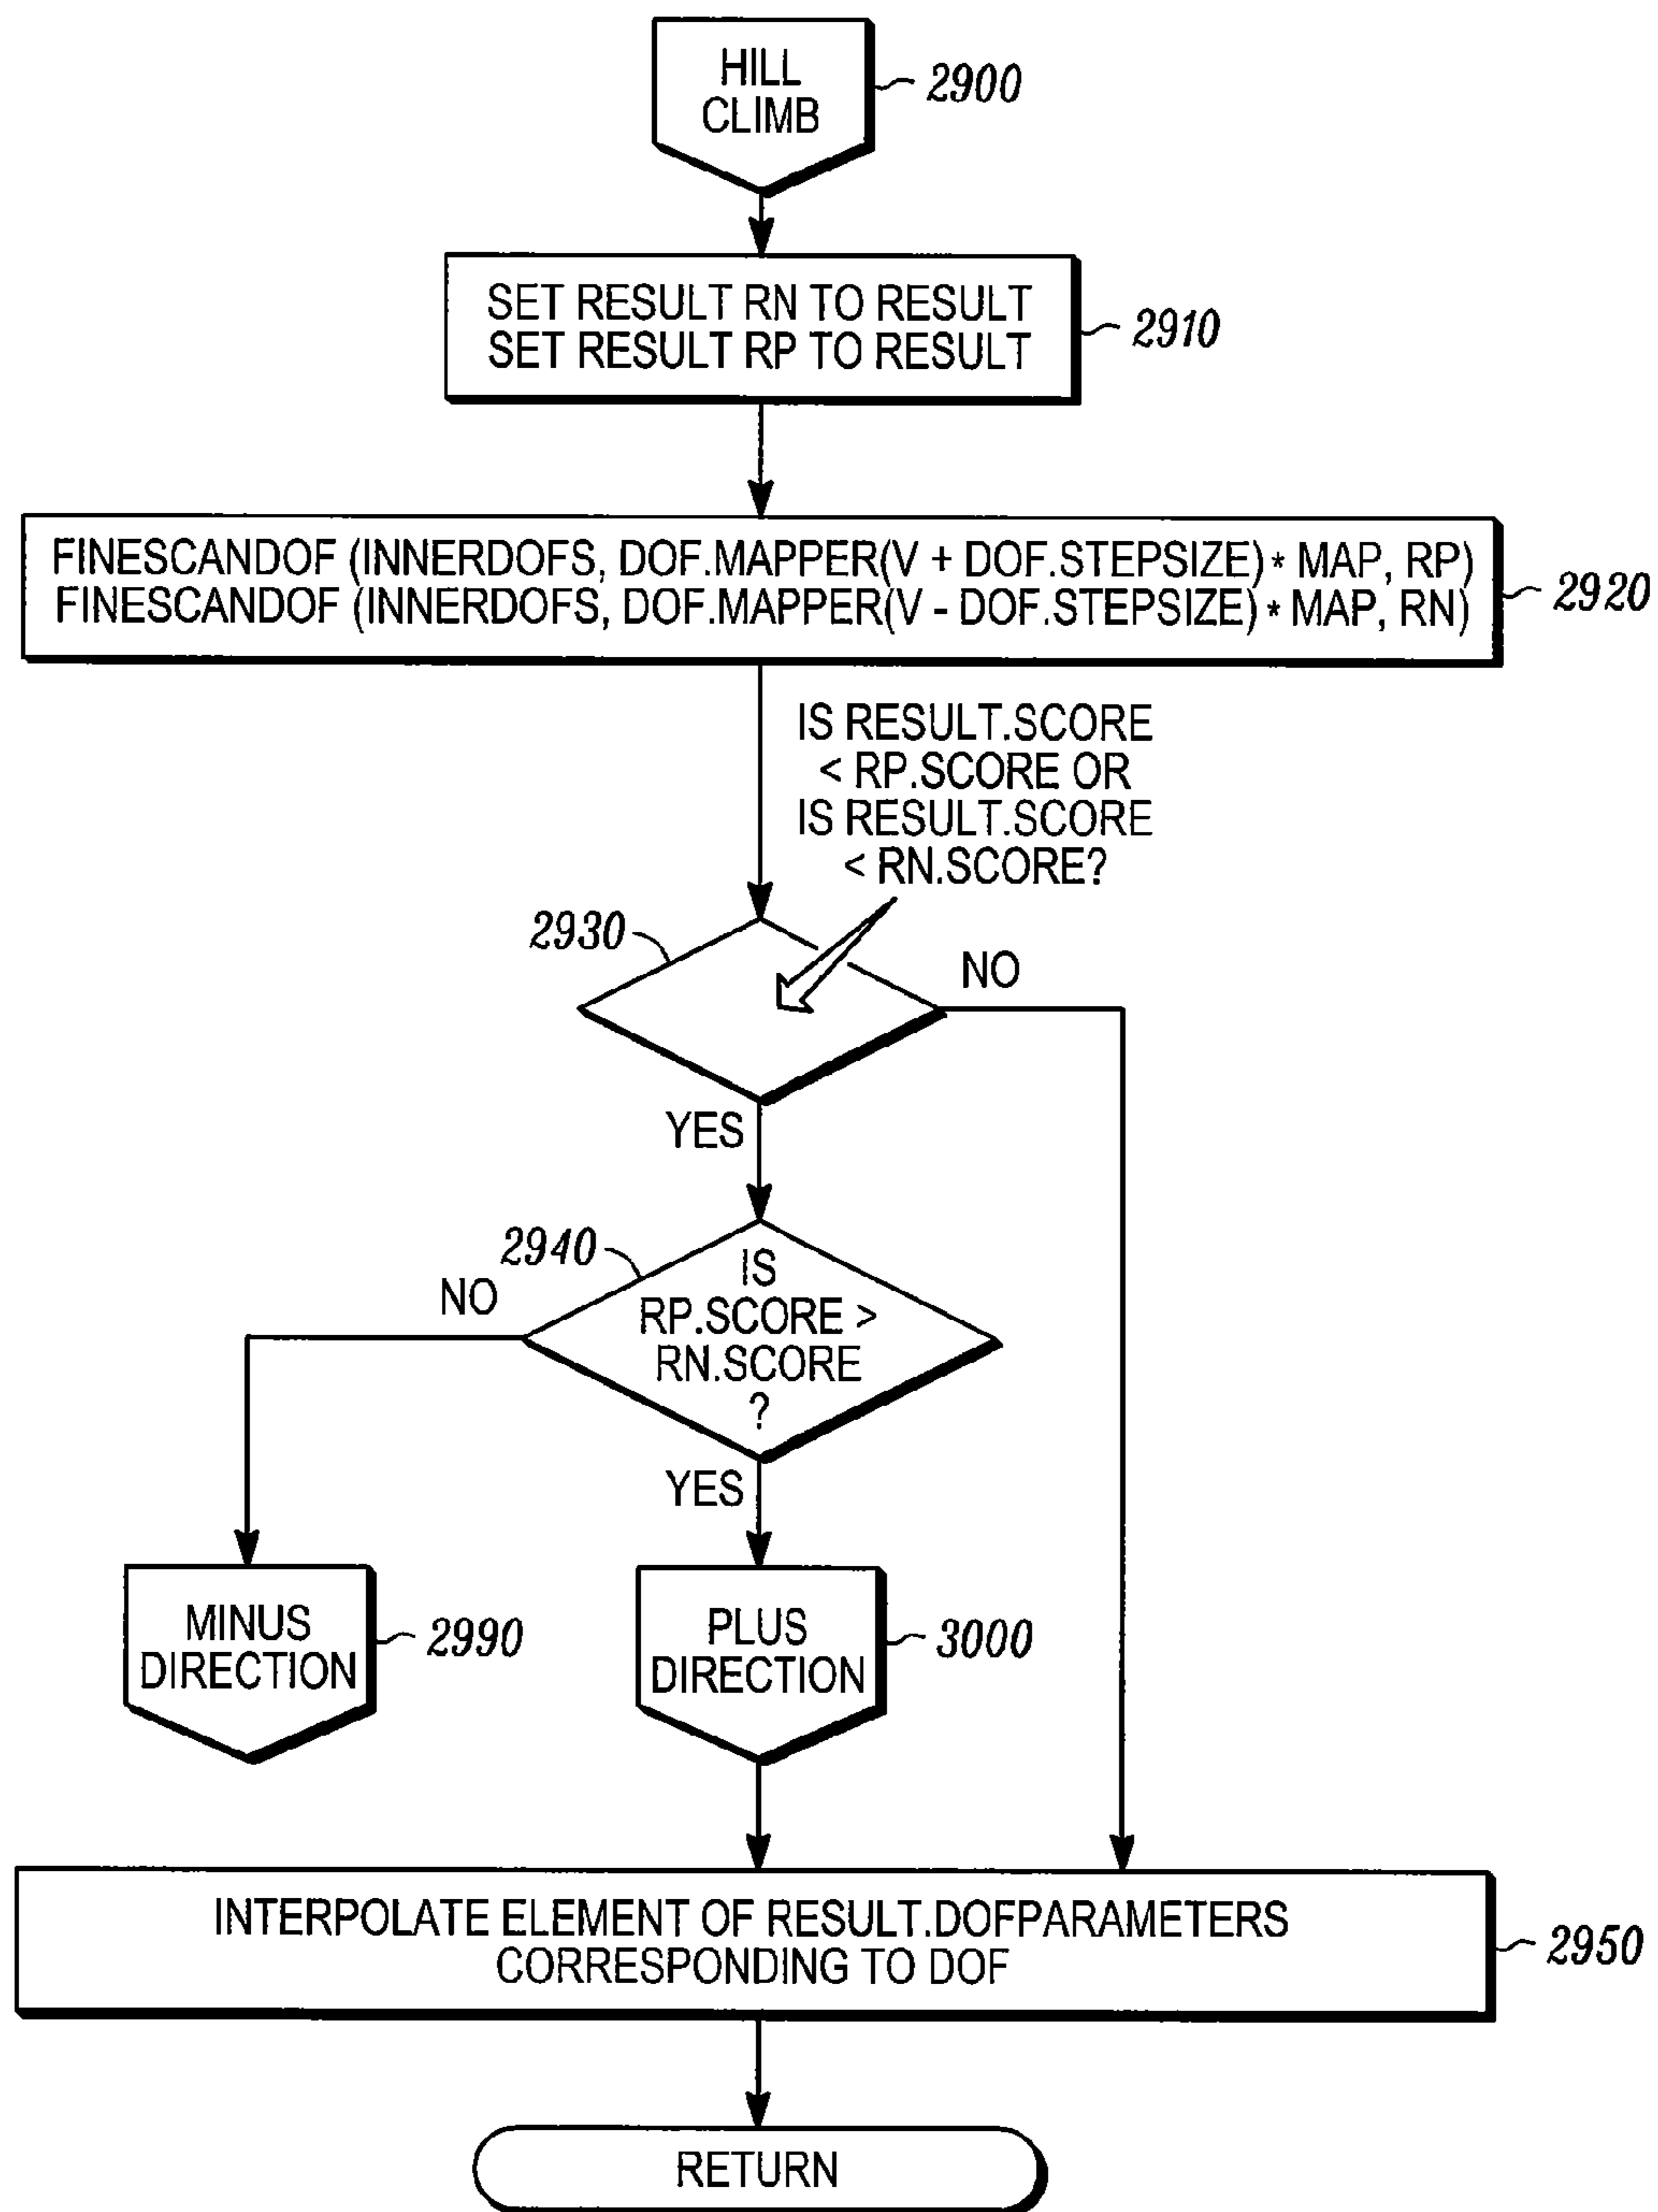 HILL
CLIMB
2900
SET RESULT RN TO RESULT
SET RESULT RP TO RESULT
2910
FINESCANDOF (INNERDOFS, DOF.MAPPER(V + DOF.STEPSIZE) * MAP, RP)
FINESCANDOF (INNERDOFS, DOF.MAPPER(V - DOF.STEPSIZE) * MAP, RN)
2920
IS RESULT.SCORE
< RP.SCORE OR
IS RESULT.SCORE
< RN.SCORE?
2930
NO
YES
2940
IS
RP.SCORE >
RN.SCORE
?
NO
YES
MINUS
DIRECTION
2990
PLUS
DIRECTION
3000
INTERPOLATE ELEMENT OF RESULT.DOFPARAMETERS
CORRESPONDING TO DOF
2950
RETURN